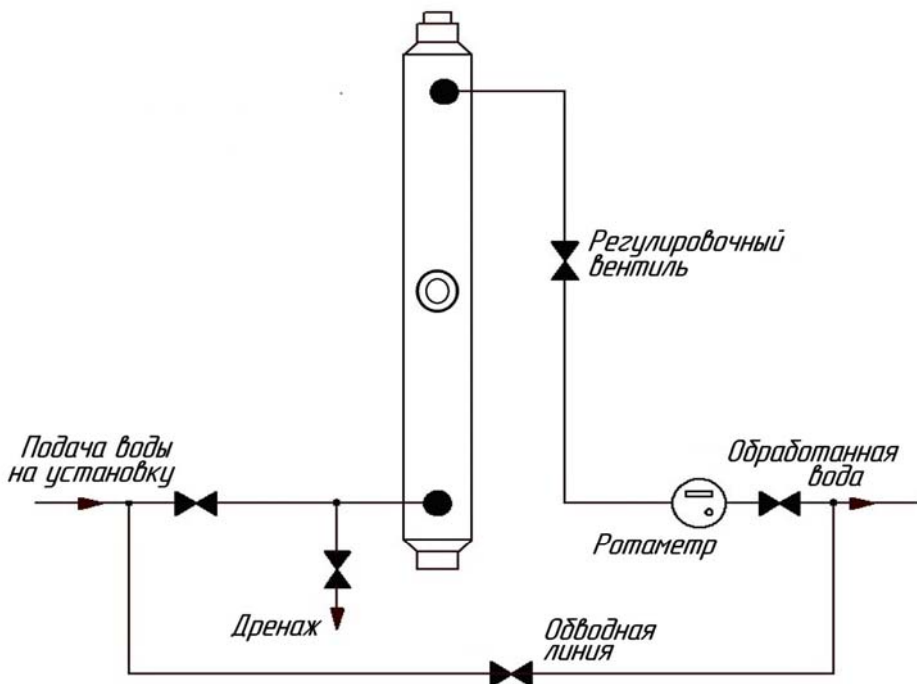 Регулировочный
вентиль
Подача воды
на установку
Обработанная
вода
Ротаметр
Дренаж
Обводная
линия